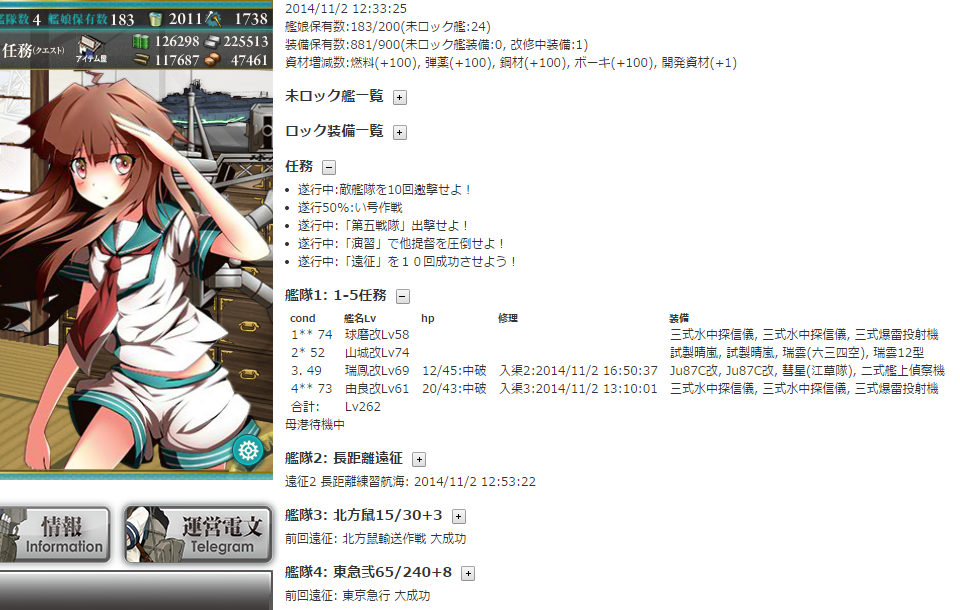 艦隊数 4 艦娘保有数 183 2011 1738
任務(クエスト) アイテム屋 126298 225513
117687 47461
情報
Information
運営電文
Telegram
2014/11/2 12:33:25
艦娘保有数:183/200(未ロック艦:24)
装備保有数:881/900(未ロック艦装備:0, 改修中装備:1)
資材増減数:燃料(+100), 弾薬(+100), 鋼材(+100), ボーキ(+100), 開発資材(+1)
未ロック艦一覧 +
ロック装備一覧 +
任務 −
• 遂行中:敵艦隊を10回邀撃せよ！
• 遂行50%:い号作戦
• 遂行中:「第五戦隊」出撃せよ！
• 遂行中:「演習」で他提督を圧倒せよ！
• 遂行中:「遠征」を１０回成功させよう！
艦隊1: 1-5任務 −
cond 艦名Lv hp 修理 装備
1** 74 球磨改Lv58 三式水中探信儀, 三式水中探信儀, 三式爆雷投射機
2* 52 山城改Lv74 試製晴嵐, 試製晴嵐, 瑞雲(六三四空), 瑞雲12型
3. 49 瑞鳳改Lv69 12/45:中破 入渠2:2014/11/2 16:50:37 Ju87C改, Ju87C改, 彗星(江草隊), 二式艦上偵察機
4** 73 由良改Lv61 20/43:中破 入渠3:2014/11/2 13:10:01 三式水中探信儀, 三式水中探信儀, 三式爆雷投射機
合計: Lv262
母港待機中
艦隊2: 長距離遠征 +
遠征2 長距離練習航海: 2014/11/2 12:53:22
艦隊3: 北方鼠15/30+3 +
前回遠征: 北方鼠輸送作戦 大成功
艦隊4: 東急弐65/240+8 +
前回遠征: 東京急行 大成功